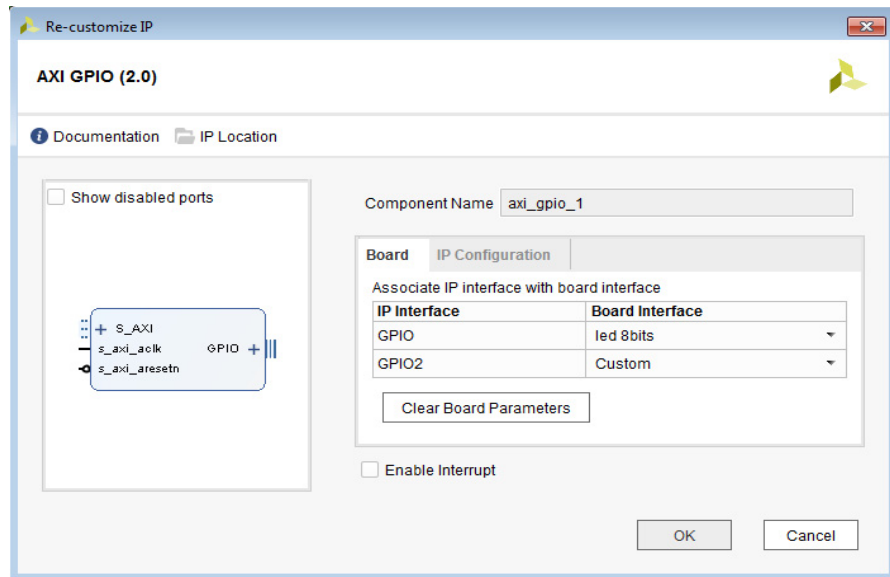 Re-customize IP
AXI GPIO (2.0)
Documentation IP Location
Show disabled ports
S_AXI
s_axi_aclk GPIO
s_axi_aresetn
Component Name axi_gpio_1
Board IP Configuration
Associate IP interface with board interface
IP Interface Board Interface
GPIO led 8bits
GPIO2 Custom
Clear Board Parameters
Enable Interrupt
OK Cancel